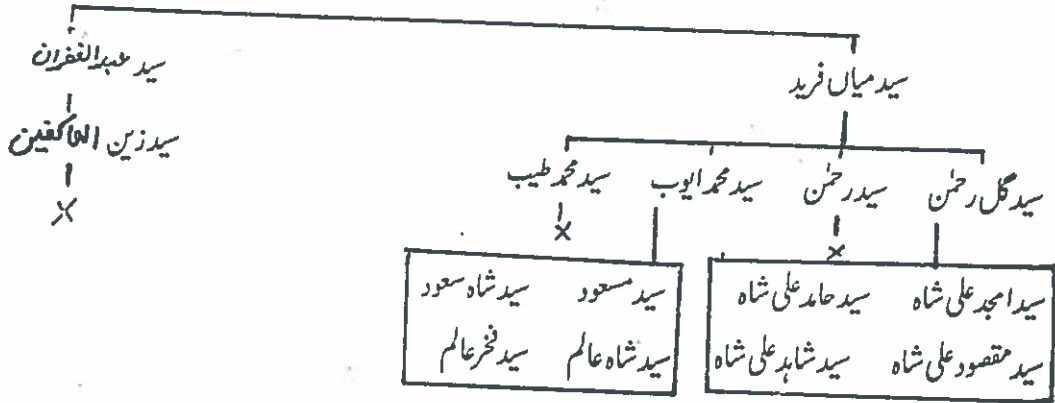 سید میاں فرید
سید عبدالغفران
سید زین العاکفین
سید گل رحمٰن سید رحمٰن سید محمد ایوب سید محمد طیب
سید امجد علی شاہ سید حامد علی شاہ
سید مقصود علی شاہ سید شاہد علی شاہ
سید مسعود سید شاہ سعود
سید شاہ عالم سید فخر عالم